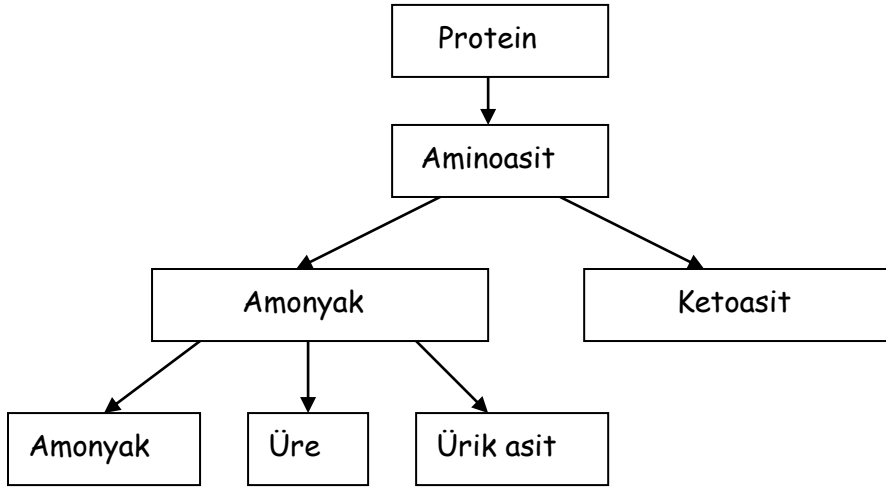 Protein
Aminoasit
Amonyak
Ketoasit
Amonyak
Üre
Ürik asit